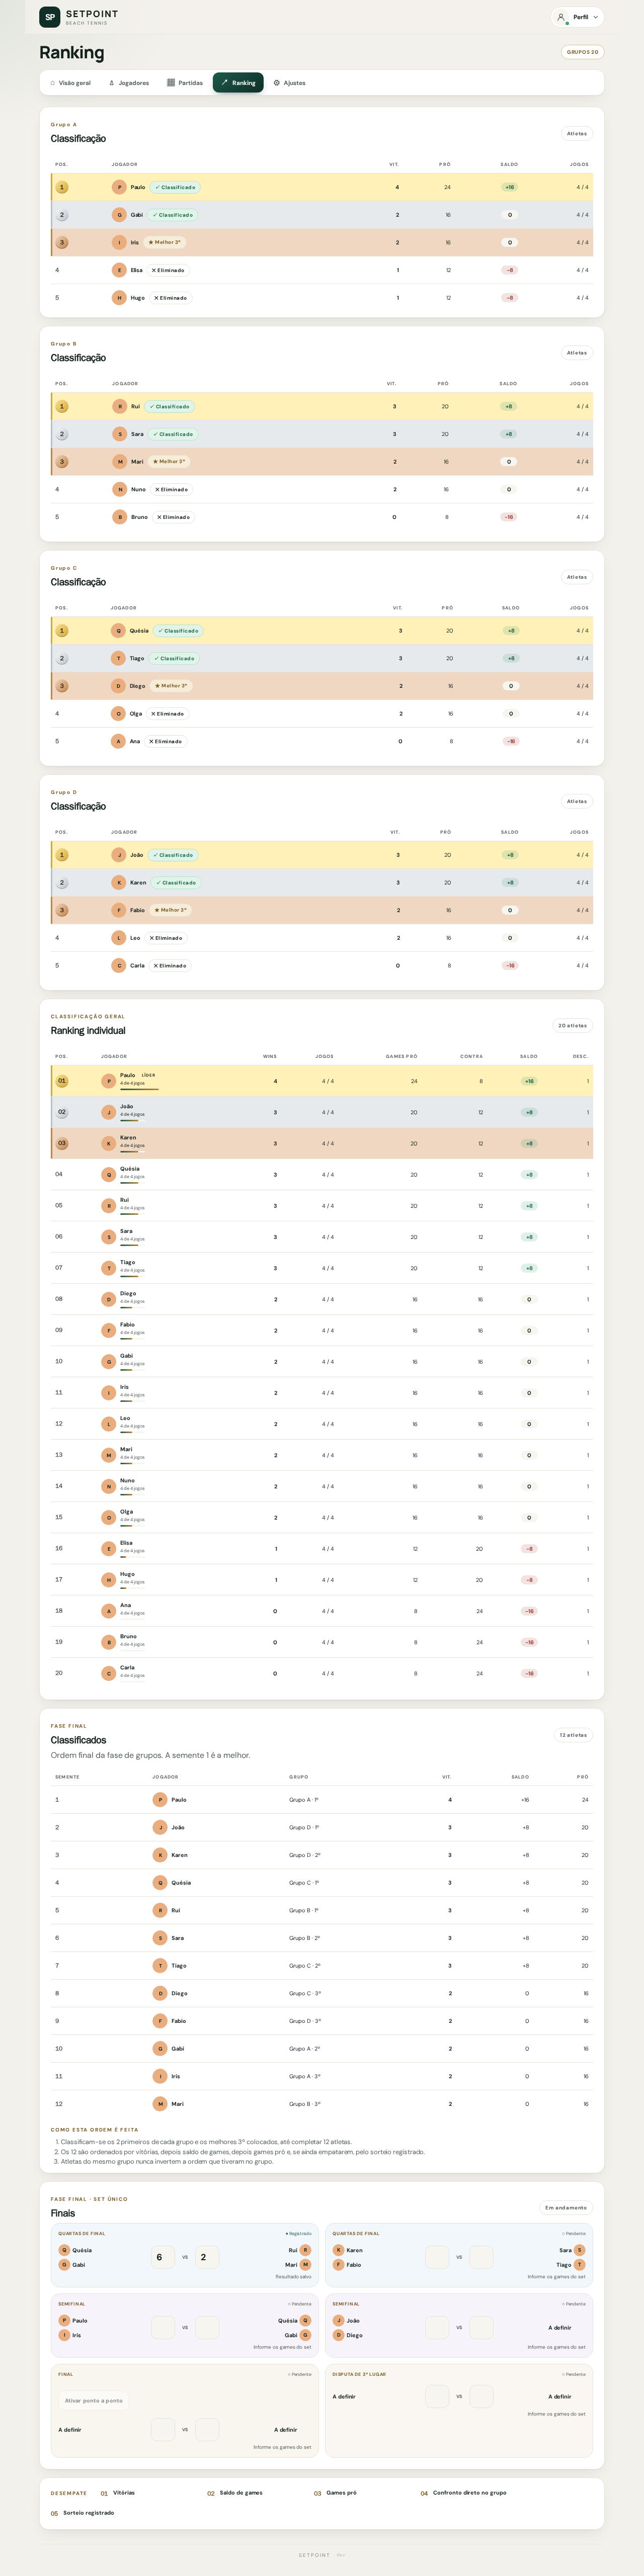 SP SETPOINT
BEACH TENNIS
Perfil
Ranking
GRUPOS 20
Visão geral Jogadores Partidas Ranking Ajustes
Grupo A
Classificação
Atletas
POS. JOGADOR VIT. PRÓ SALDO JOGOS
1 P Paulo ✓ Classificado 4 24 +16 4 / 4
2 G Gabi ✓ Classificado 2 16 0 4 / 4
3 I Iris ★ Melhor 3º 2 16 0 4 / 4
4 E Elisa ✕ Eliminado 1 12 -8 4 / 4
5 H Hugo ✕ Eliminado 1 12 -8 4 / 4
Grupo B
Classificação
Atletas
POS. JOGADOR VIT. PRÓ SALDO JOGOS
1 R Rui ✓ Classificado 3 20 +8 4 / 4
2 S Sara ✓ Classificado 3 20 +8 4 / 4
3 M Mari ★ Melhor 3º 2 16 0 4 / 4
4 N Nuno ✕ Eliminado 2 16 0 4 / 4
5 B Bruno ✕ Eliminado 0 8 -16 4 / 4
Grupo C
Classificação
Atletas
POS. JOGADOR VIT. PRÓ SALDO JOGOS
1 Q Quésia ✓ Classificado 3 20 +8 4 / 4
2 T Tiago ✓ Classificado 3 20 +8 4 / 4
3 D Diego ★ Melhor 3º 2 16 0 4 / 4
4 O Olga ✕ Eliminado 2 16 0 4 / 4
5 A Ana ✕ Eliminado 0 8 -16 4 / 4
Grupo D
Classificação
Atletas
POS. JOGADOR VIT. PRÓ SALDO JOGOS
1 J João ✓ Classificado 3 20 +8 4 / 4
2 K Karen ✓ Classificado 3 20 +8 4 / 4
3 F Fabio ★ Melhor 3º 2 16 0 4 / 4
4 L Leo ✕ Eliminado 2 16 0 4 / 4
5 C Carla ✕ Eliminado 0 8 -16 4 / 4
CLASSIFICAÇÃO GERAL
Ranking individual
20 atletas
POS. JOGADOR WINS JOGOS GAMES PRÓ CONTRA SALDO DESC.
01 P Paulo LÍDER 4 4 / 4 24 8 +16 1
4 de 4 jogos
02 J João 3 4 / 4 20 12 +8 1
4 de 4 jogos
03 K Karen 3 4 / 4 20 12 +8 1
4 de 4 jogos
04 Q Quésia 3 4 / 4 20 12 +8 1
4 de 4 jogos
05 R Rui 3 4 / 4 20 12 +8 1
4 de 4 jogos
06 S Sara 3 4 / 4 20 12 +8 1
4 de 4 jogos
07 T Tiago 3 4 / 4 20 12 +8 1
4 de 4 jogos
08 D Diego 2 4 / 4 16 16 0 1
4 de 4 jogos
09 F Fabio 2 4 / 4 16 16 0 1
4 de 4 jogos
10 G Gabi 2 4 / 4 16 16 0 1
4 de 4 jogos
11 I Iris 2 4 / 4 16 16 0 1
4 de 4 jogos
12 L Leo 2 4 / 4 16 16 0 1
4 de 4 jogos
13 M Mari 2 4 / 4 16 16 0 1
4 de 4 jogos
14 N Nuno 2 4 / 4 16 16 0 1
4 de 4 jogos
15 O Olga 2 4 / 4 16 16 0 1
4 de 4 jogos
16 E Elisa 1 4 / 4 12 20 -8 1
4 de 4 jogos
17 H Hugo 1 4 / 4 12 20 -8 1
4 de 4 jogos
18 A Ana 0 4 / 4 8 24 -16 1
4 de 4 jogos
19 B Bruno 0 4 / 4 8 24 -16 1
4 de 4 jogos
20 C Carla 0 4 / 4 8 24 -16 1
4 de 4 jogos
FASE FINAL
Classificados
12 atletas
Ordem final da fase de grupos. A semente 1 é a melhor.
SEMENTE JOGADOR GRUPO VIT. SALDO PRÓ
1 P Paulo Grupo A · 1º 4 +16 24
2 J João Grupo D · 1º 3 +8 20
3 K Karen Grupo D · 2º 3 +8 20
4 Q Quésia Grupo C · 1º 3 +8 20
5 R Rui Grupo B · 1º 3 +8 20
6 S Sara Grupo B · 2º 3 +8 20
7 T Tiago Grupo C · 2º 3 +8 20
8 D Diego Grupo C · 3º 2 0 16
9 F Fabio Grupo D · 3º 2 0 16
10 G Gabi Grupo A · 2º 2 0 16
11 I Iris Grupo A · 3º 2 0 16
12 M Mari Grupo B · 3º 2 0 16
COMO ESTA ORDEM É FEITA
1. Classificam-se os 2 primeiros de cada grupo e os melhores 3º colocados, até completar 12 atletas.
2. Os 12 são ordenados por vitórias, depois saldo de games, depois games pró e, se ainda empatarem, pelo sorteio registrado.
3. Atletas do mesmo grupo nunca invertem a ordem que tiveram no grupo.
FASE FINAL · SET ÚNICO
Finais
Em andamento
QUARTAS DE FINAL Registrado
Q Quésia 6 VS 2 Rui R
G Gabi Mari M
Resultado salvo
QUARTAS DE FINAL Pendente
K Karen VS Sara S
F Fabio Tiago T
Informe os games do set
SEMIFINAL Pendente
P Paulo VS Quésia Q
I Iris Gabi G
Informe os games do set
SEMIFINAL Pendente
J João VS A definir
D Diego
Informe os games do set
FINAL Pendente
Ativar ponto a ponto
A definir VS A definir
Informe os games do set
DISPUTA DE 3º LUGAR Pendente
A definir VS A definir
Informe os games do set
DESEMPATE 01 Vitórias 02 Saldo de games 03 Games pró 04 Confronto direto no grupo
05 Sorteio registrado
SETPOINT